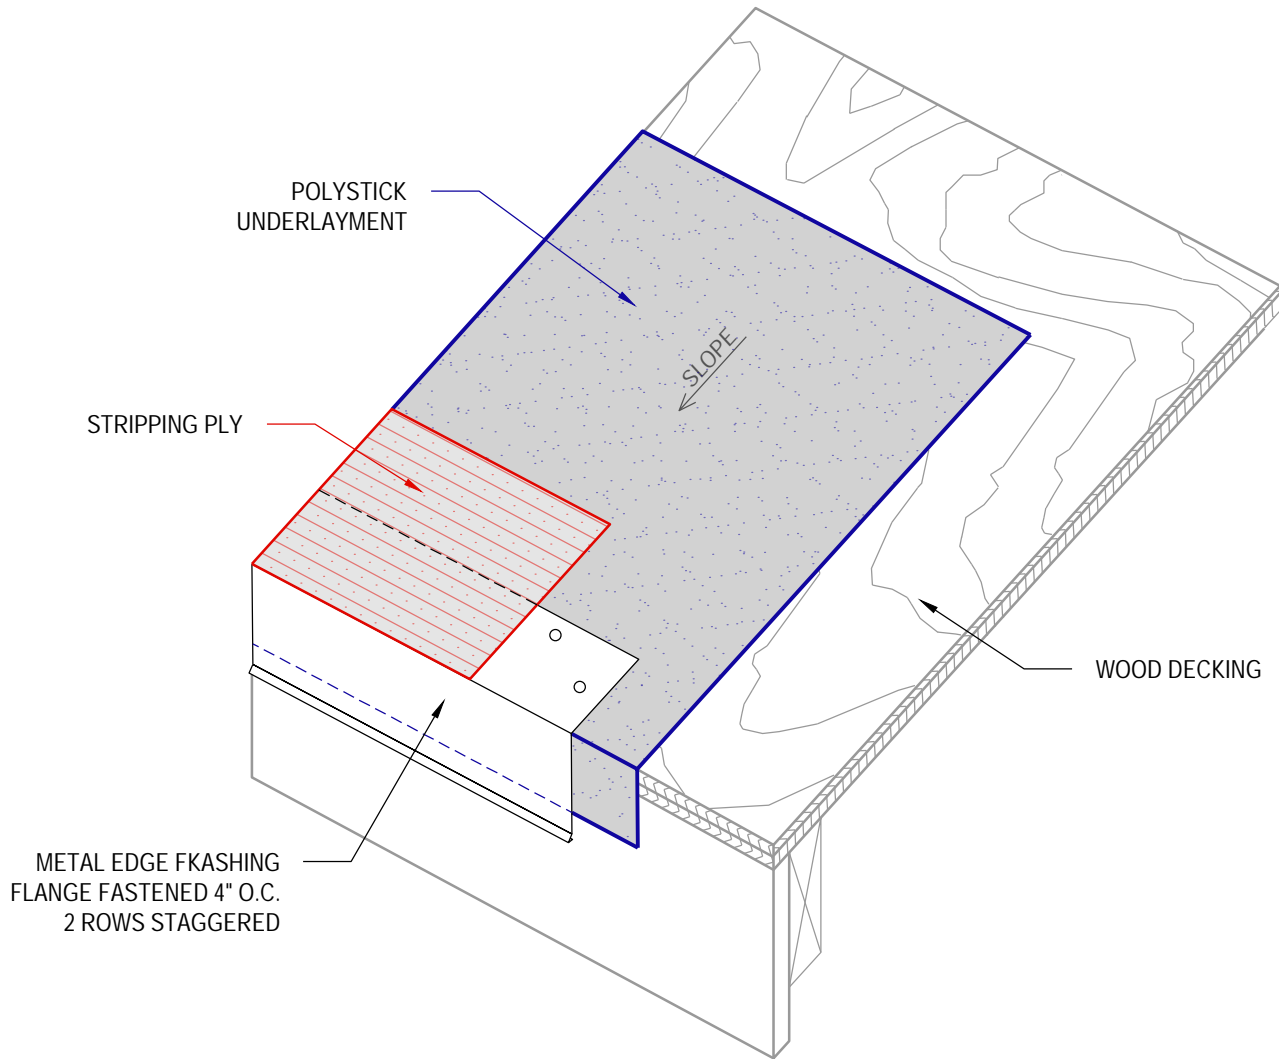 POLYSTICK
UNDERLAYMENT
SLOPE
STRIPPING PLY
WOOD DECKING
METAL EDGE FKASHING
FLANGE FASTENED 4" O.C.
2 ROWS STAGGERED